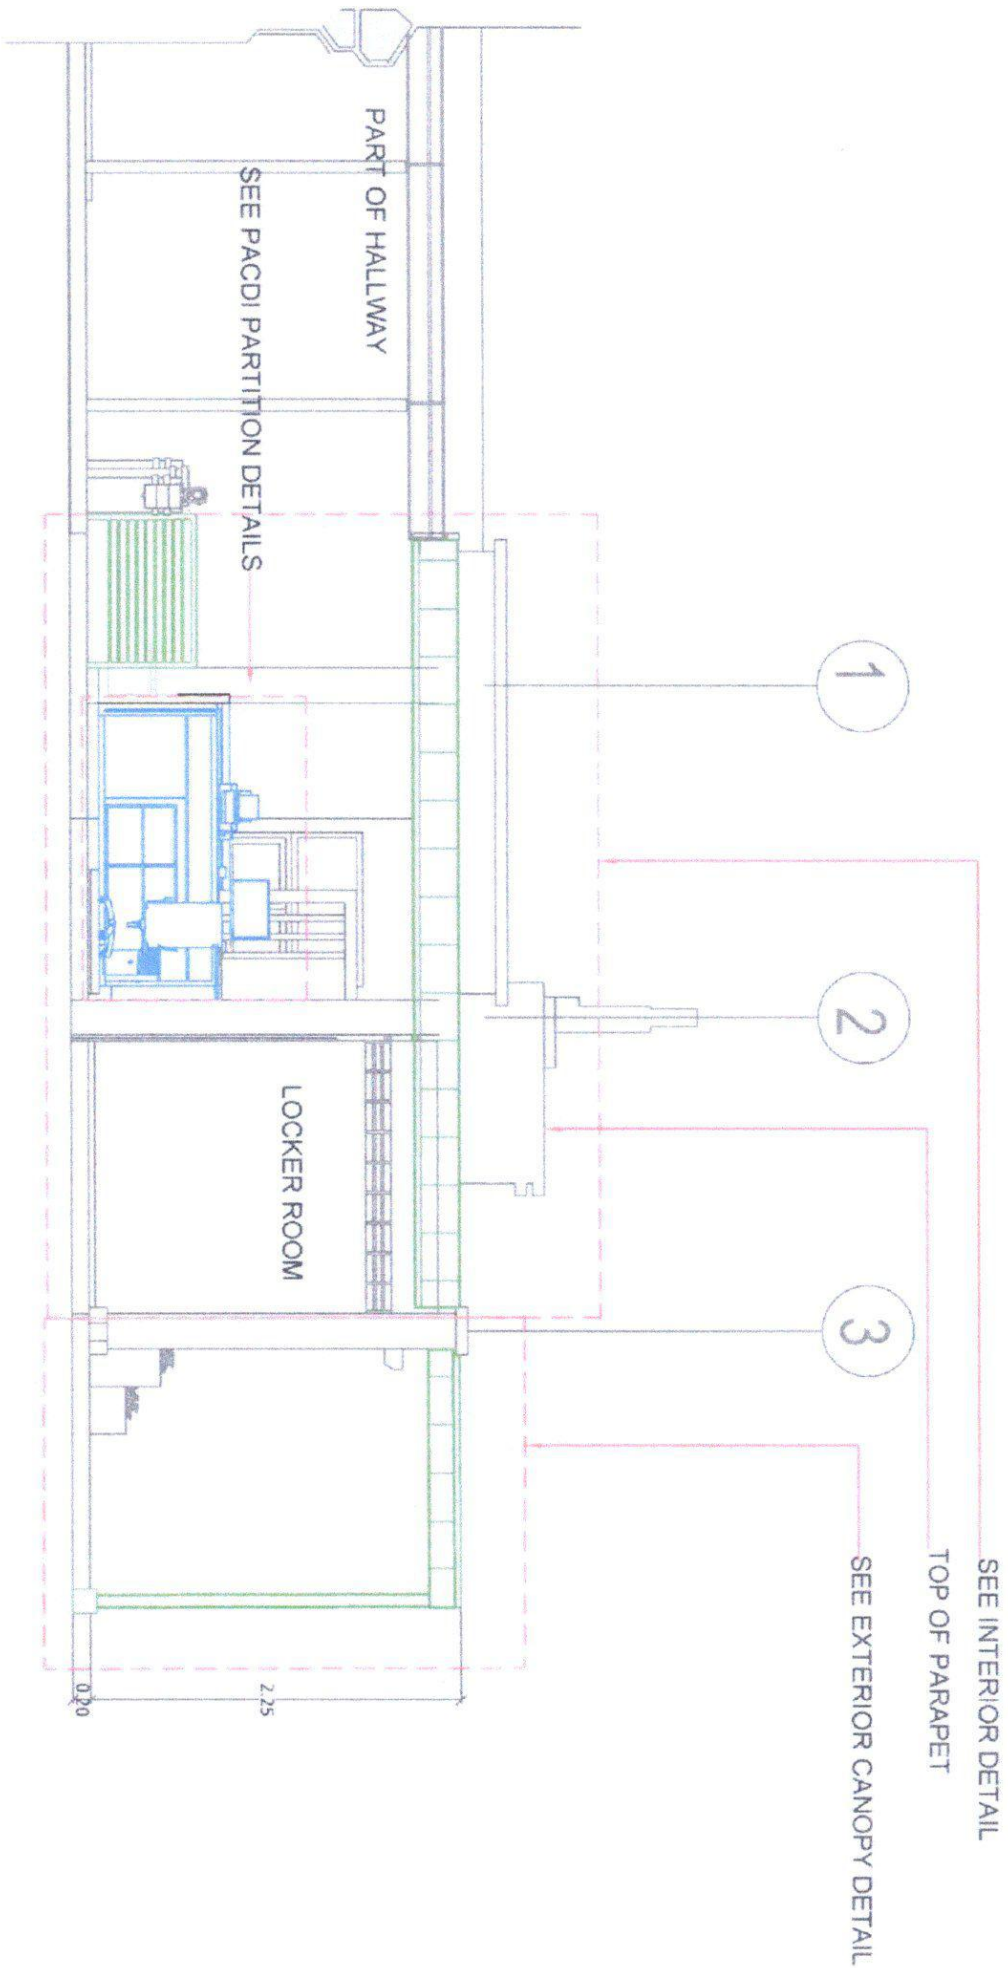 SEE INTERIOR DETAIL
TOP OF PARAPET
SEE EXTERIOR CANOPY DETAIL
1
2
3
PART OF HALLWAY
SEE PACDI PARTITION DETAILS
LOCKER ROOM
2.25
0.20